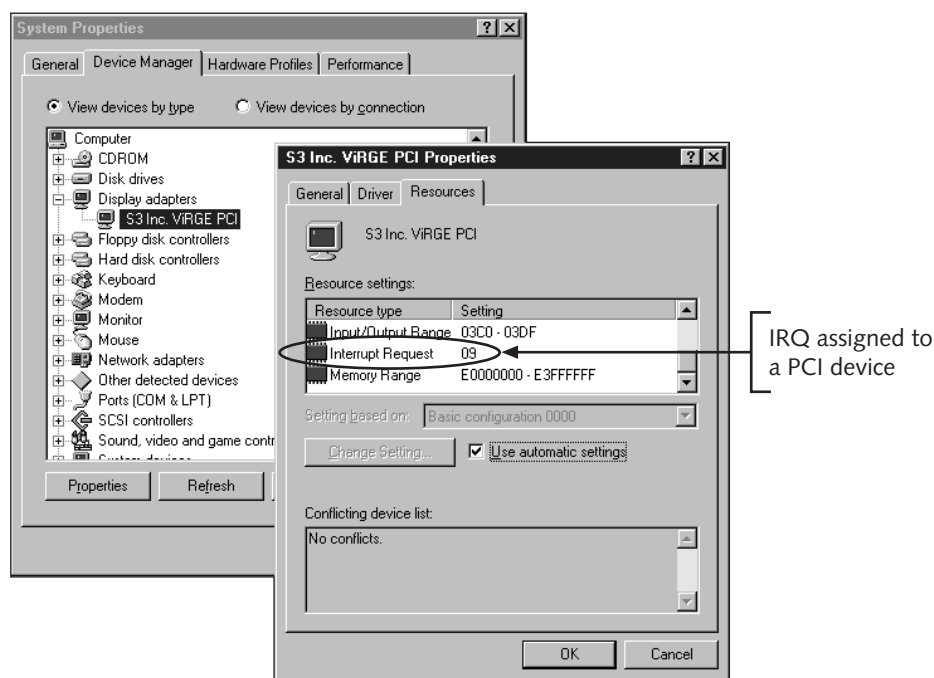 System Properties
General Device Manager Hardware Profiles Performance
View devices by type View devices by connection
Computer
CDROM
Disk drives
Display adapters
S3 Inc. ViRGE PCI
Floppy disk controllers
Hard disk controllers
Keyboard
Modem
Monitor
Mouse
Network adapters
Other detected devices
Ports (COM & LPT)
SCSI controllers
Sound, video and game contr
Properties Refresh
S3 Inc. ViRGE PCI Properties
General Driver Resources
S3 Inc. ViRGE PCI
Resource settings:
Resource type Setting
Input/Output Range 03C0 - 03DF
Interrupt Request 09
Memory Range E0000000 - E3FFFFFF
Setting based on: Basic configuration 0000
Change Setting... Use automatic settings
Conflicting device list:
No conflicts.
OK Cancel
IRQ assigned to
a PCI device